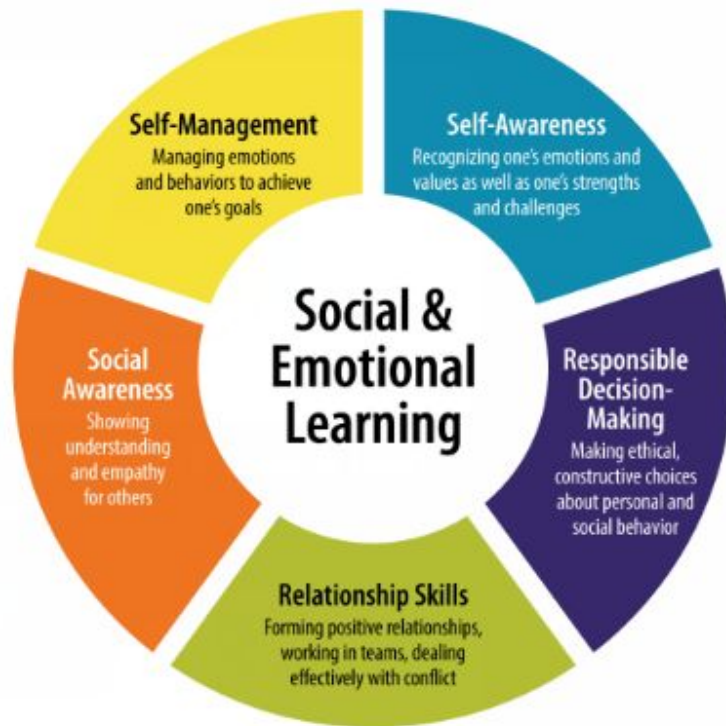 Self-Management
Managing emotions
and behaviors to achieve
one's goals
Self-Awareness
Recognizing one's emotions and
values as well as one's strengths
and challenges
Social &
Emotional
Learning
Social
Awareness
Showing
understanding
and empathy
for others
Responsible
Decision-
Making
Making ethical,
constructive choices
about personal and
social behavior
Relationship Skills
Forming positive relationships,
working in teams, dealing
effectively with conflict